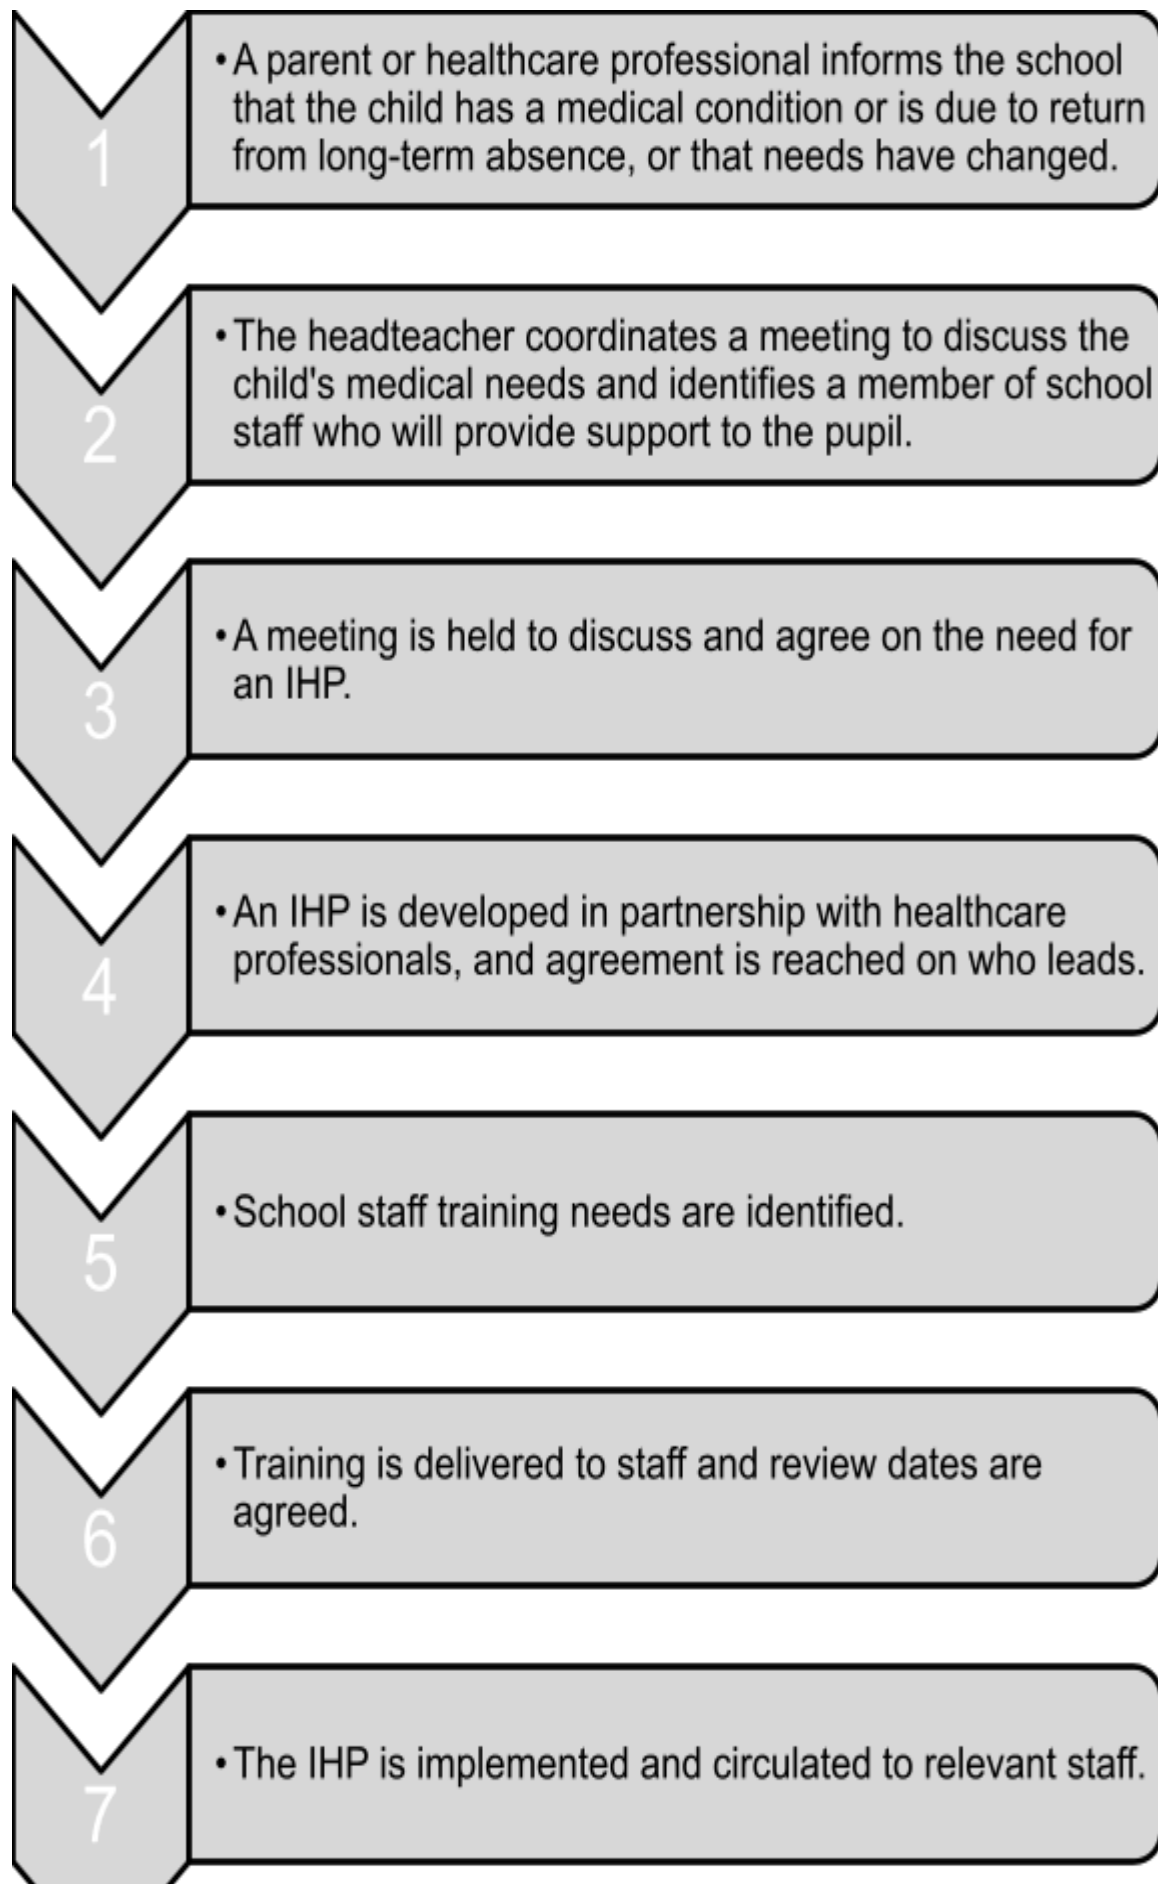 1
• A parent or healthcare professional informs the school
that the child has a medical condition or is due to return
from long-term absence, or that needs have changed.
2
• The headteacher coordinates a meeting to discuss the
child's medical needs and identifies a member of school
staff who will provide support to the pupil.
3
• A meeting is held to discuss and agree on the need for
an IHP.
4
• An IHP is developed in partnership with healthcare
professionals, and agreement is reached on who leads.
5
• School staff training needs are identified.
6
• Training is delivered to staff and review dates are
agreed.
7
• The IHP is implemented and circulated to relevant staff.